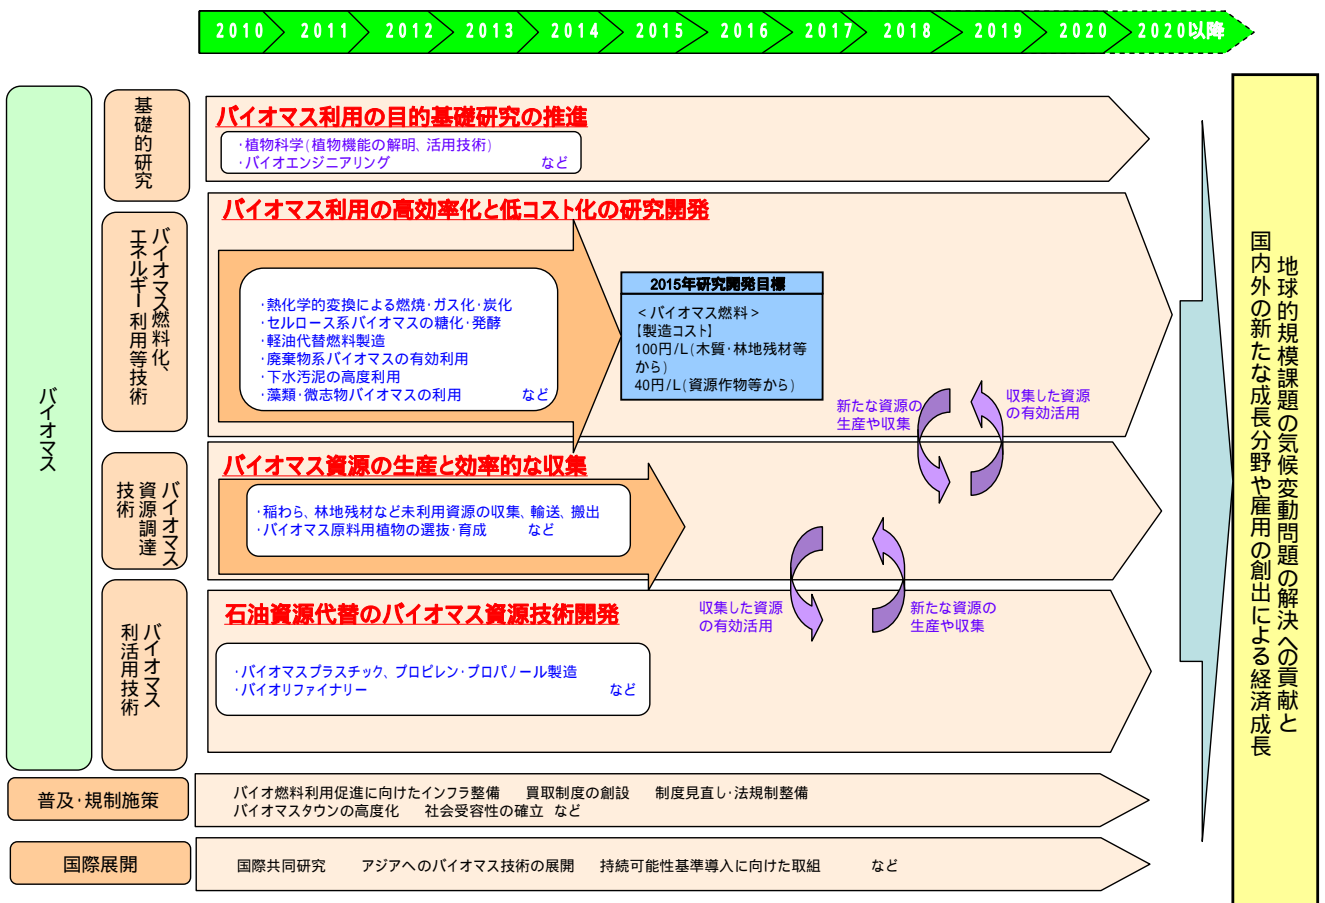 2010 2011 2012 2013 2014 2015 2016 2017 2018 2019 2020 2020以降
バイオマス
基礎的研究
バイオマス利用の目的基礎研究の推進
・植物科学(植物機能の解明、活用技術)
・バイオエンジニアリング など
バイオマス燃料化、
エネルギー利用等技術
バイオマス利用の高効率化と低コスト化の研究開発
・熱化学的変換による燃焼・ガス化・炭化
・セルロース系バイオマスの糖化・発酵
・軽油代替燃料製造
・廃棄物系バイオマスの有効利用
・下水汚泥の高度利用
・藻類・微志物バイオマスの利用 など
2015年研究開発目標
<バイオマス燃料>
【製造コスト】
100円/L(木質・林地残材等
から)
40円/L(資源作物等から)
新たな資源の
生産や収集
収集した資源
の有効活用
バイオマス
資源調達
技術
バイオマス資源の生産と効率的な収集
・稲わら、林地残材など未利用資源の収集、輸送、搬出
・バイオマス原料用植物の選抜・育成 など
収集した資源
の有効活用
新たな資源の
生産や収集
バイオマス
利活用技術
石油資源代替のバイオマス資源技術開発
・バイオマスプラスチック、プロピレン・プロパノール製造
・バイオリファイナリー など
普及・規制施策
バイオ燃料利用促進に向けたインフラ整備 買取制度の創設 制度見直し・法規制整備
バイオマスタウンの高度化 社会受容性の確立 など
国際展開
国際共同研究 アジアへのバイオマス技術の展開 持続可能性基準導入に向けた取組 など
地球的規模課題の気候変動問題の解決への貢献と
国内外の新たな成長分野や雇用の創出による経済成長